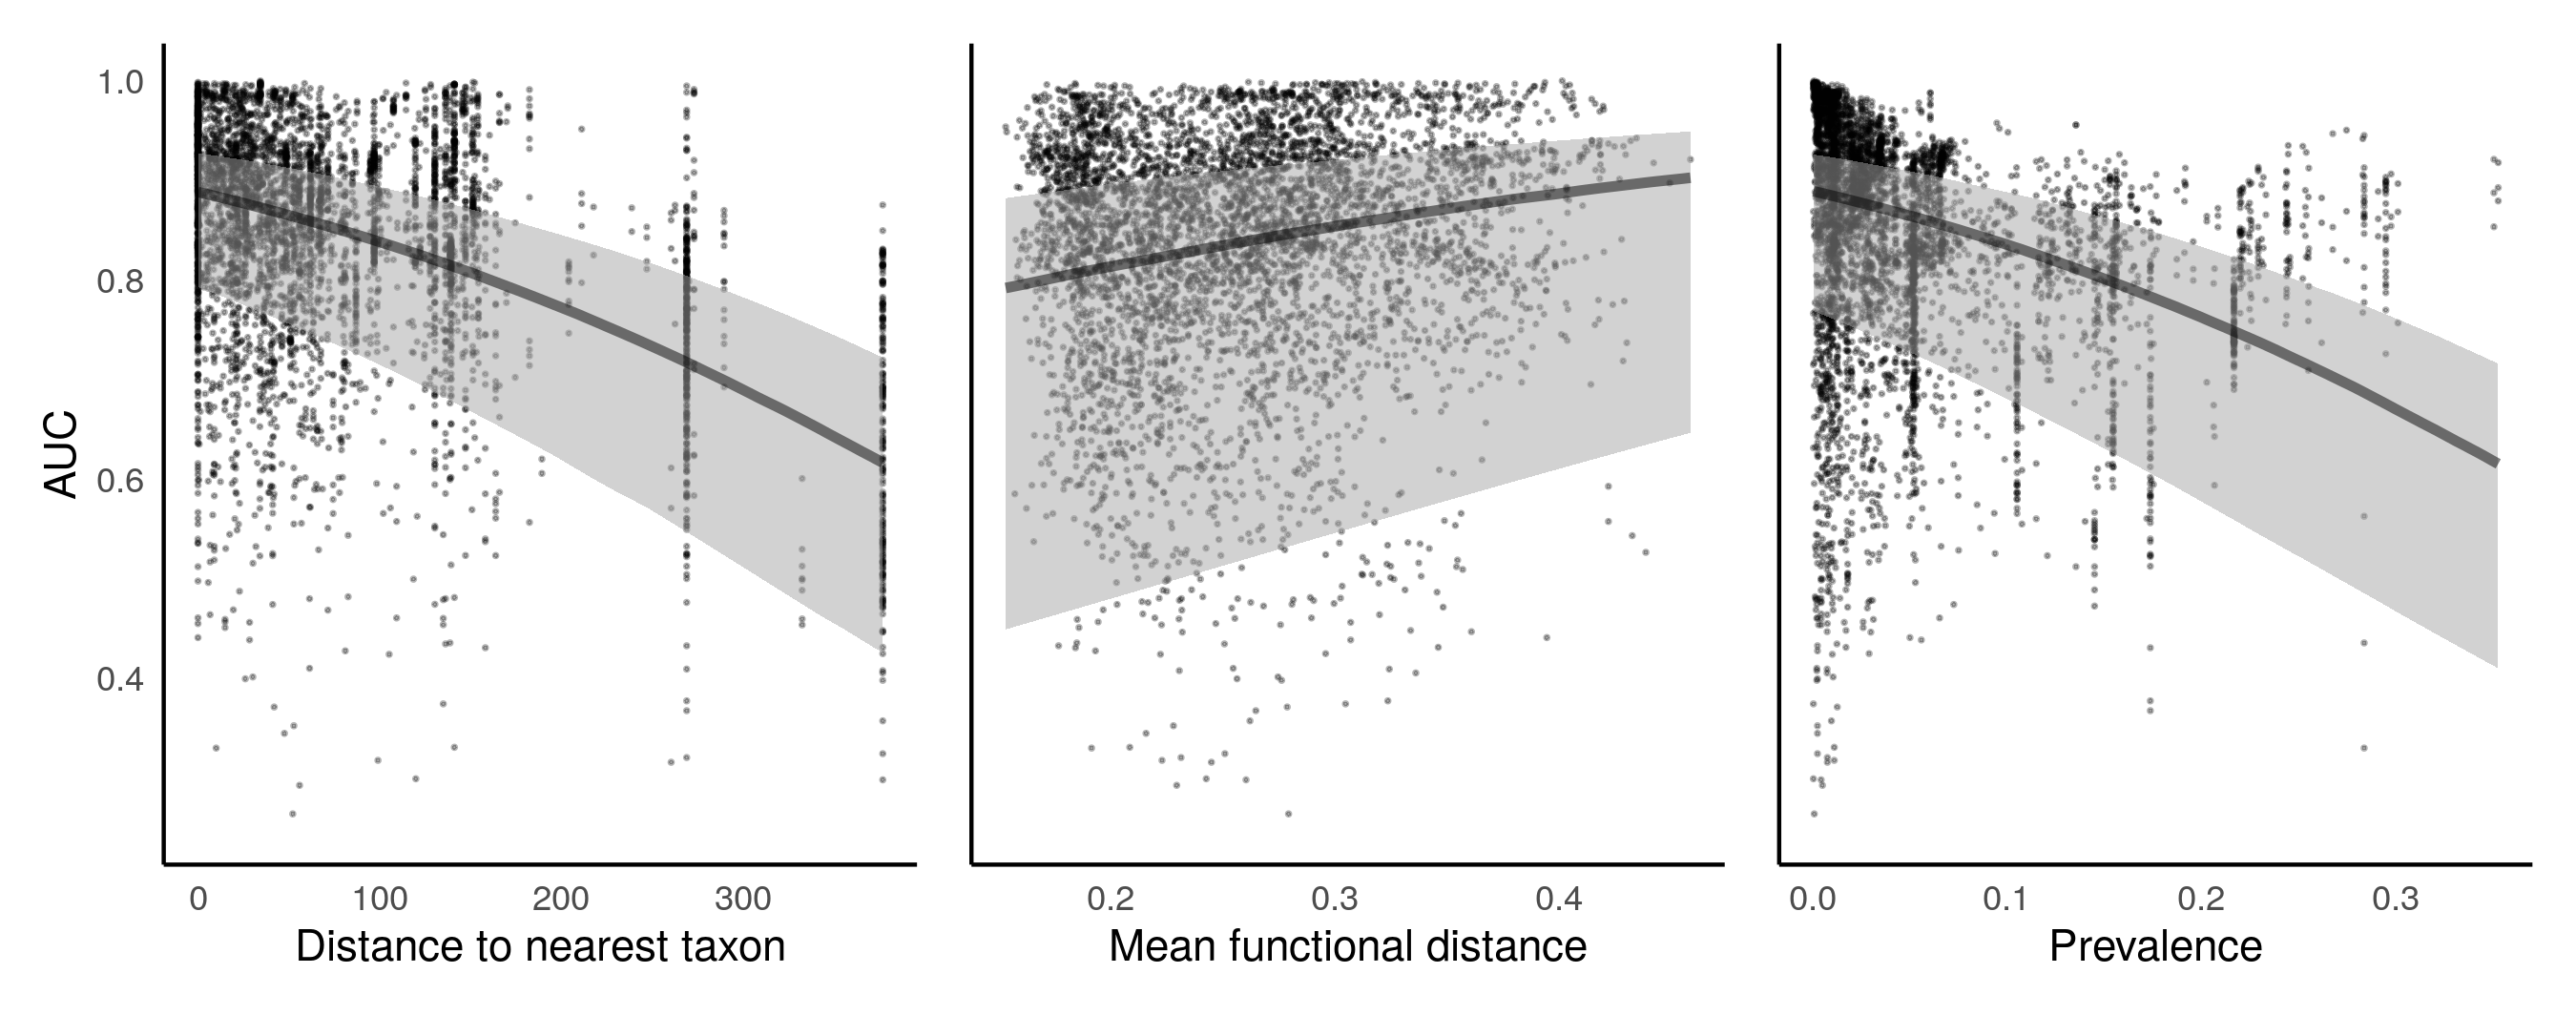 AUC
1.0
0.8
0.6
0.4
0 100 200 300
0.2 0.3 0.4
0.0 0.1 0.2 0.3
Distance to nearest taxon
Mean functional distance
Prevalence